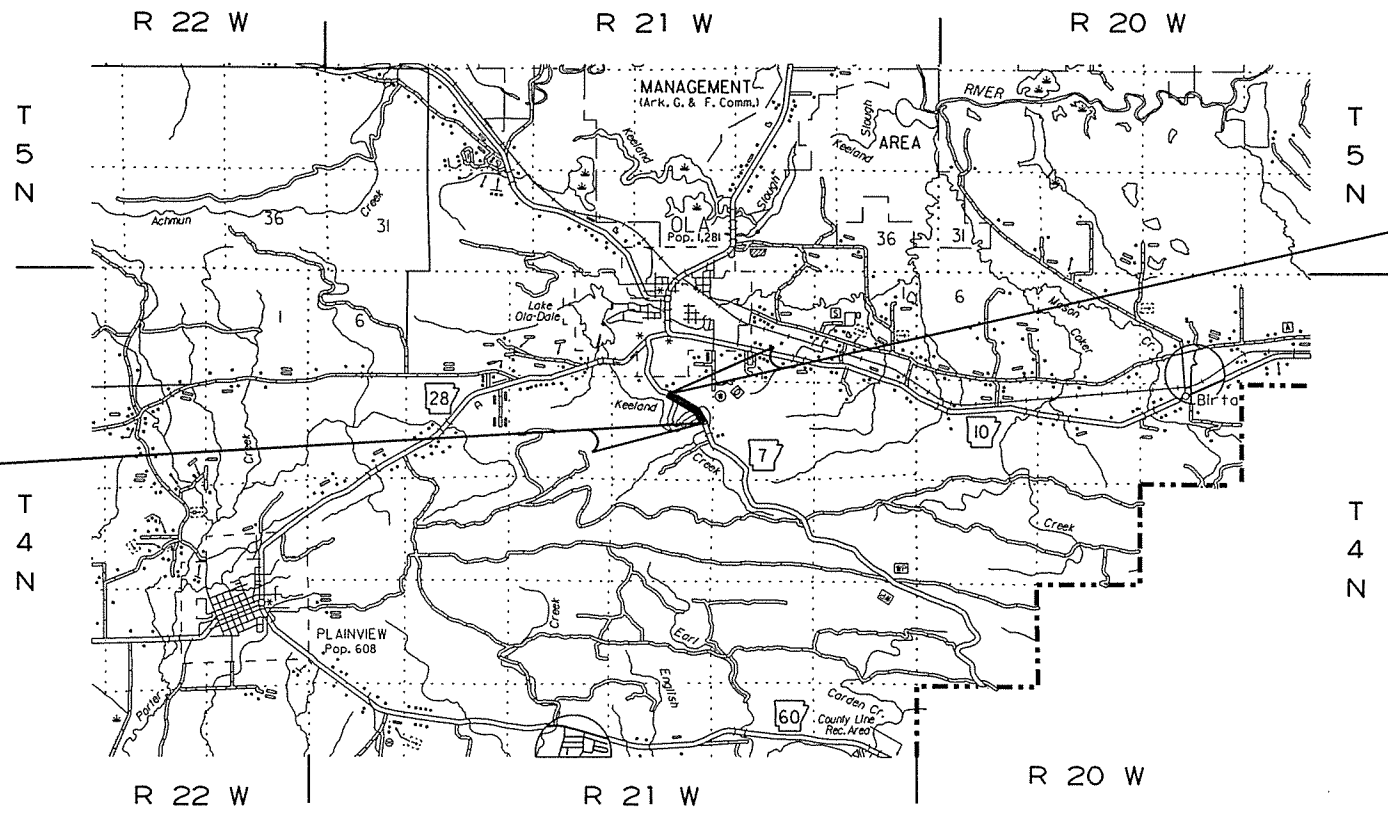 R 22 W
R 21 W
R 20 W
T
5
N
T
5
N
MANAGEMENT
(Ark. G. & F. Comm.)
RIVER
Slough
AREA
Keeland
Keeland
Slough
Achmun
36
Creek
31
OLA
Pop. 1,281
36
31
1
6
Lake
Ola-Dale
6
S
Coker
Cr.
A
28
Keeland
Birta
10
7
Creek
Creek
T
4
N
T
4
N
Creek
WP
PLAINVIEW
Pop. 608
Creek
Earl
English
Porter
60
Carden Cr.
County Line
Rec. Area
R 22 W
R 21 W
R 20 W